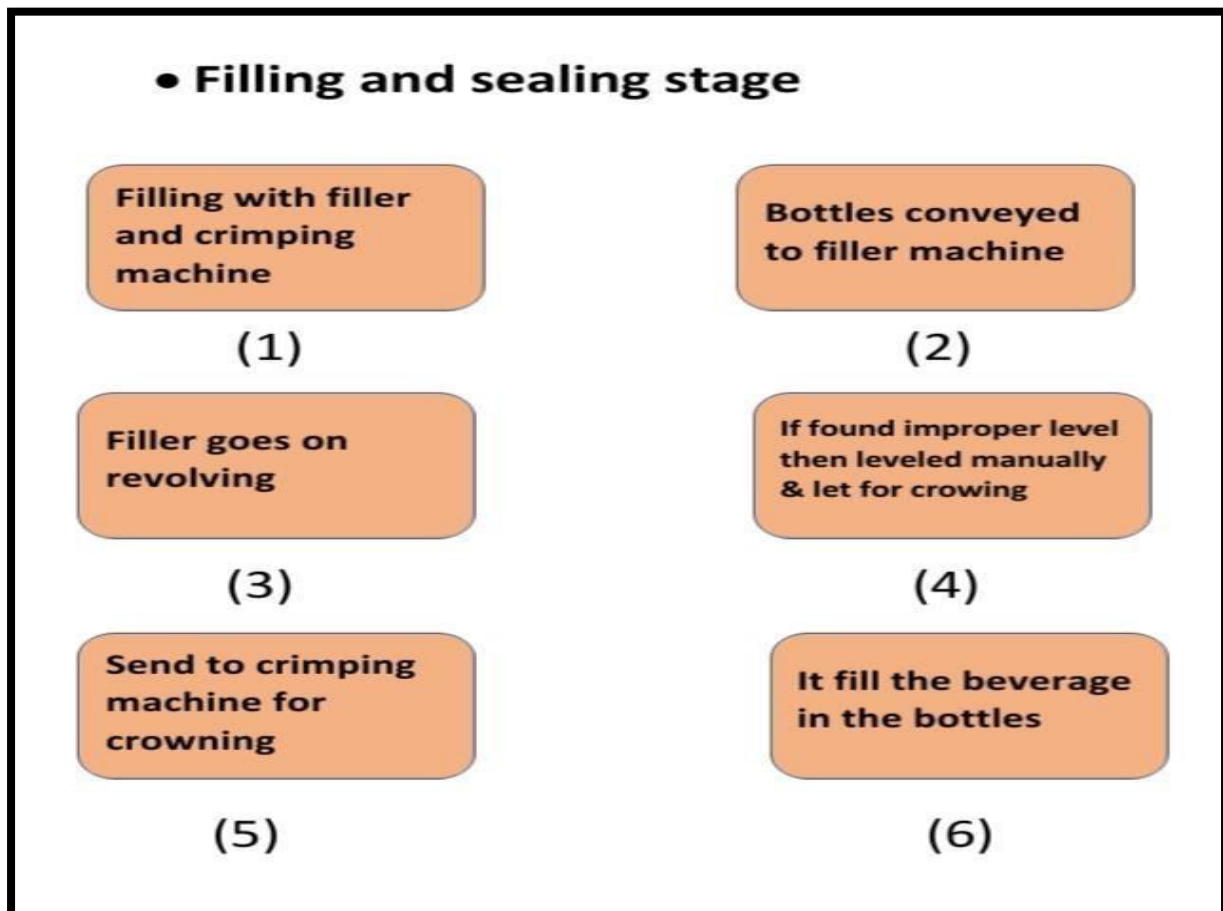 • Filling and sealing stage
Filling with filler
and crimping
machine
(1)
Bottles conveyed
to filler machine
(2)
Filler goes on
revolving
(3)
If found improper level
then leveled manually
& let for crowing
(4)
Send to crimping
machine for
crowning
(5)
It fill the beverage
in the bottles
(6)